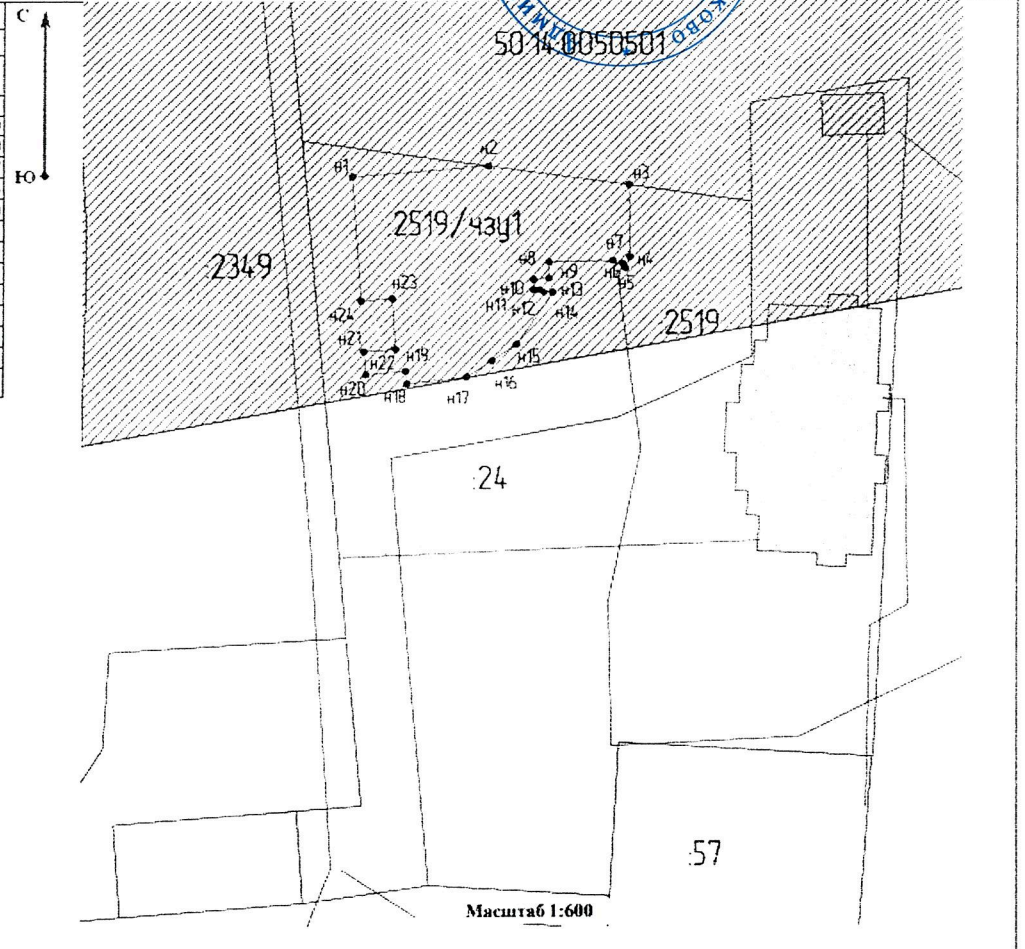 С
50:14:0050501
н2
н1
н3
2519/чзу1
н7
н8
н4
:2349
н9
н6
н5
н23
н10
н13
н11
н12
н14
н24
2519
н21
н15
н19
н22
н16
н20
н18
н17
:24
:57
Масштаб 1:600
Ю